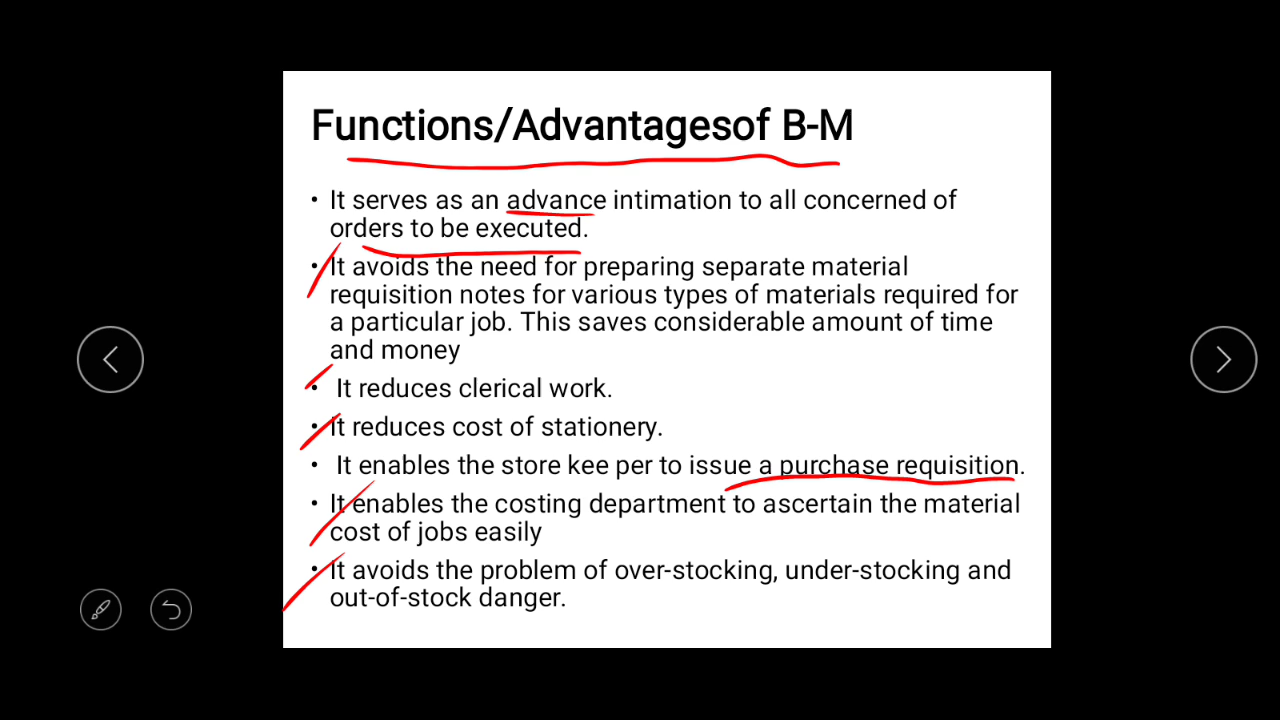 Functions/Advantagesof B-M
• It serves as an advance intimation to all concerned of
orders to be executed.
• It avoids the need for preparing separate material
requisition notes for various types of materials required for
a particular job. This saves considerable amount of time
and money
• It reduces clerical work.
• It reduces cost of stationery.
• It enables the store kee per to issue a purchase requisition.
• It enables the costing department to ascertain the material
cost of jobs easily
• It avoids the problem of over-stocking, under-stocking and
out-of-stock danger.